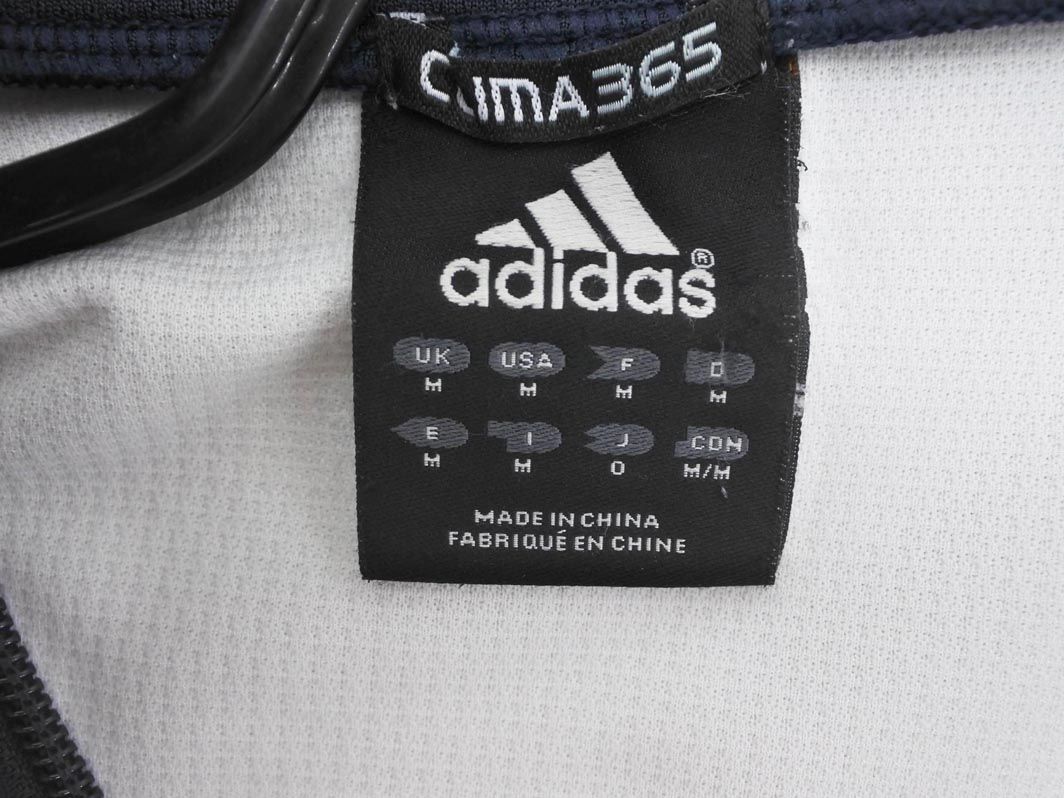 CLIMA365
adidas®
UK USA F D
M M M M
E I J CDN
M M O M/M
MADE IN CHINA
FABRIQUÉ EN CHINE